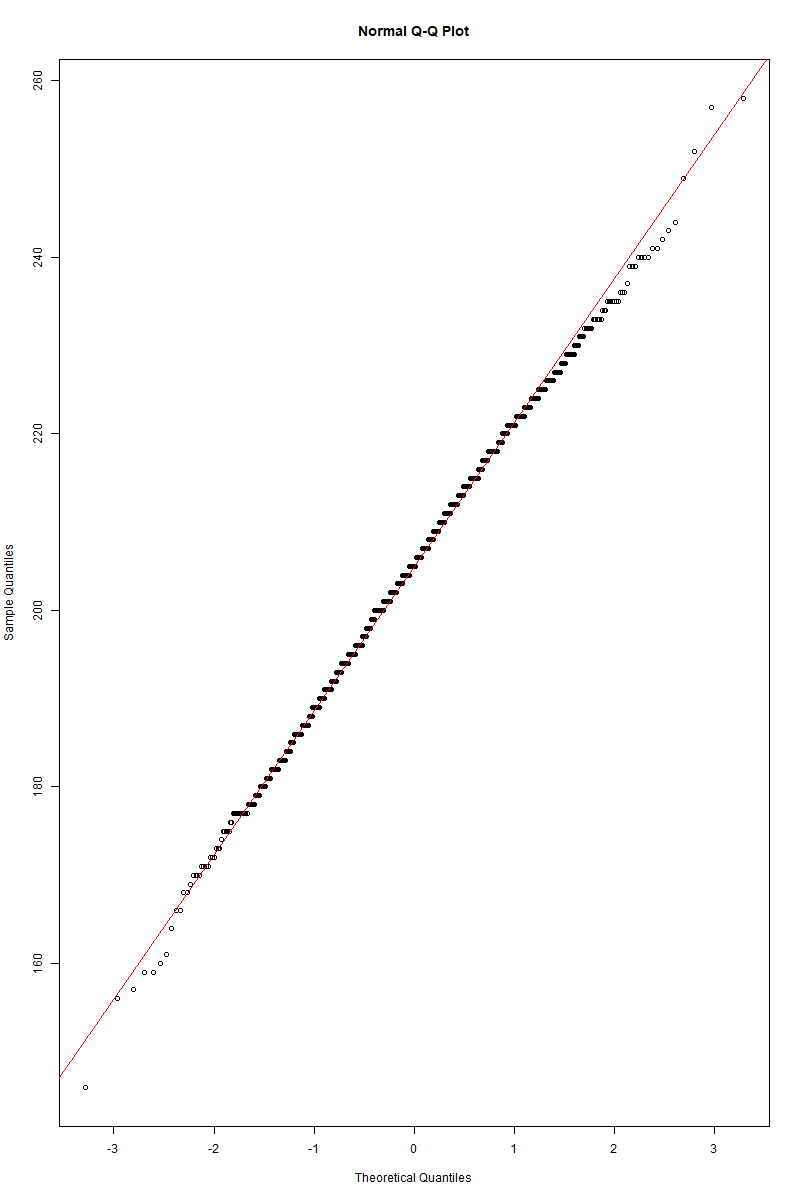 Normal Q-Q Plot
260
240
220
200
180
160
Sample Quantiles
-3 -2 -1 0 1 2 3
Theoretical Quantiles